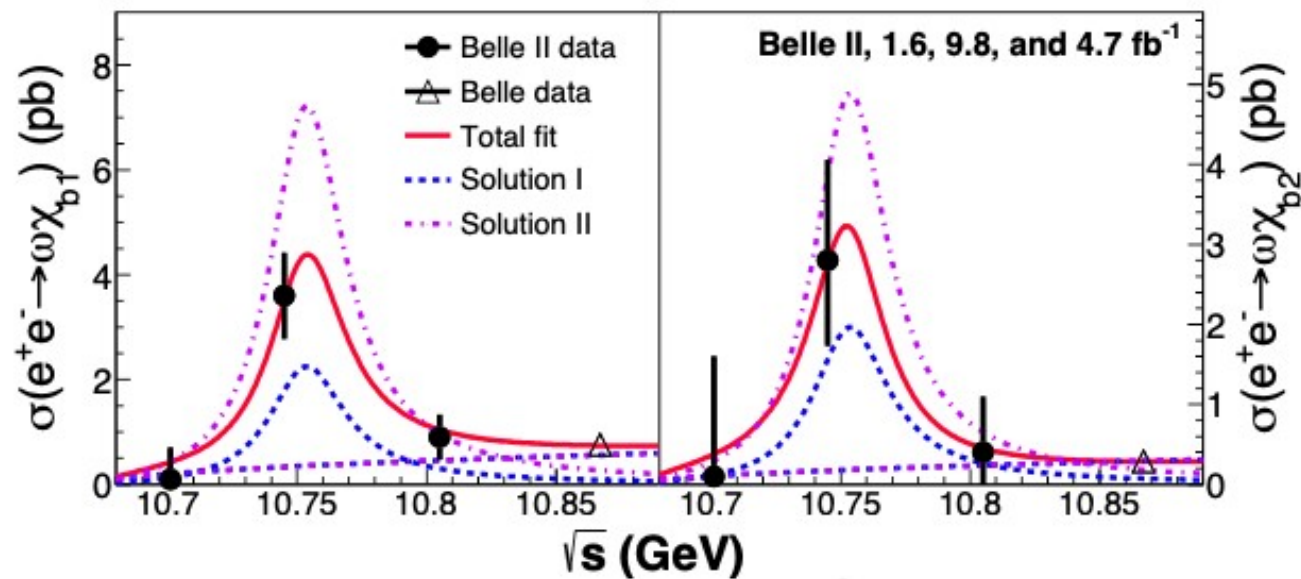 σ(e⁺e⁻→ωχ_b1) (pb)
8
6
4
2
0
Belle II data
Belle data
Total fit
Solution I
Solution II
Belle II, 1.6, 9.8, and 4.7 fb⁻¹
5
4
3
2
1
0
σ(e⁺e⁻→ωχ_b2) (pb)
10.7 10.75 10.8 10.85 10.7 10.75 10.8 10.85
√s (GeV)